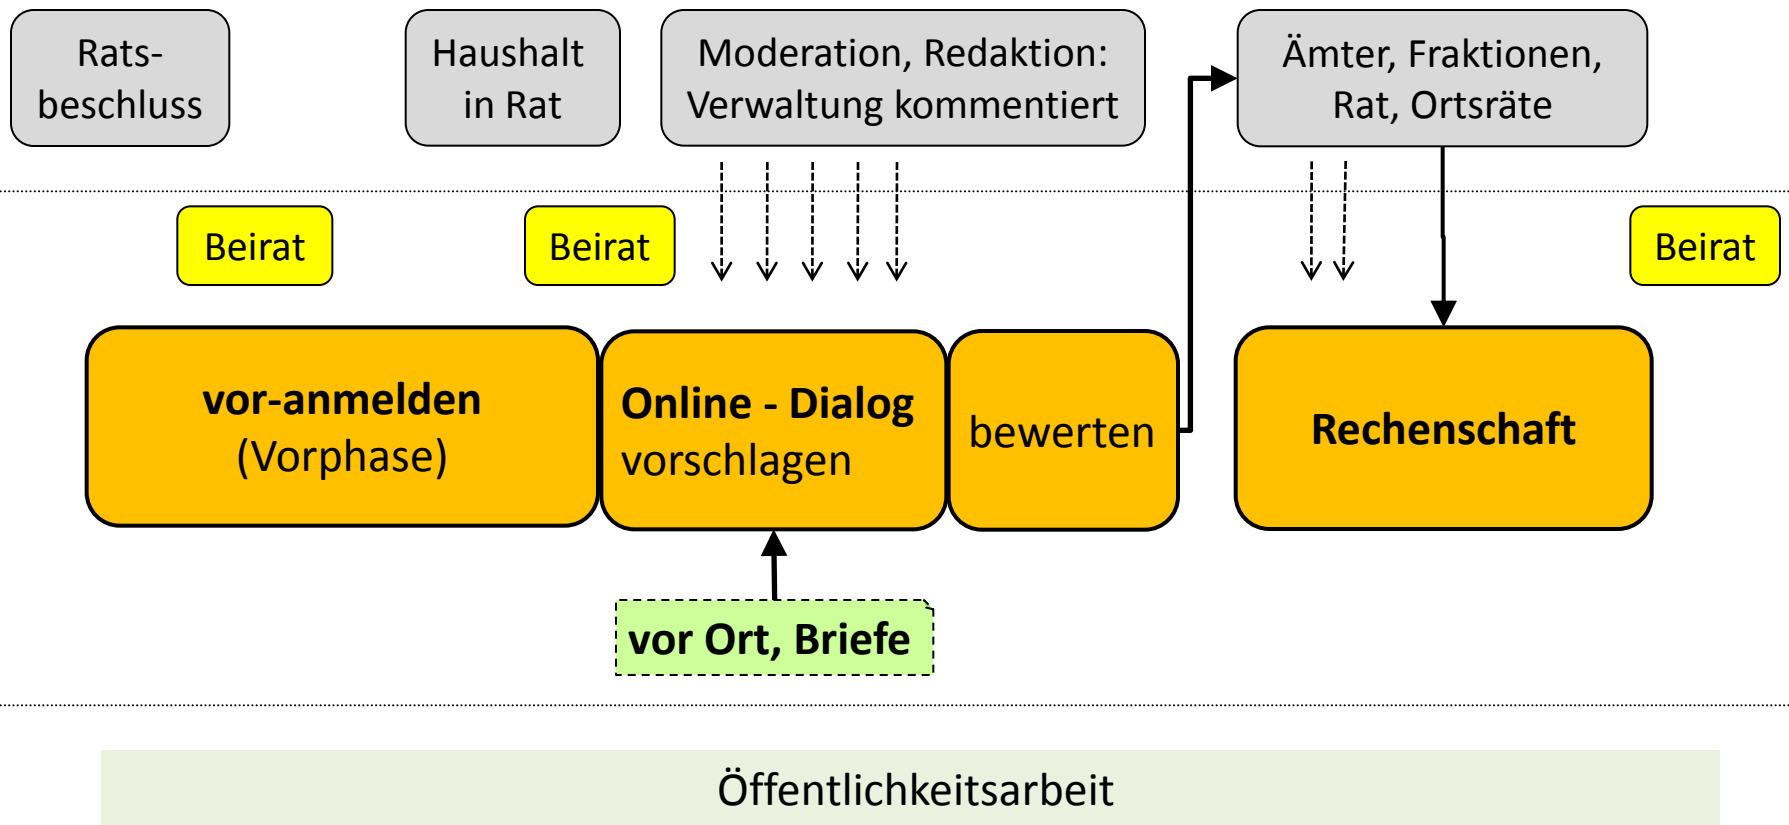 Rats-
beschluss
Haushalt
in Rat
Moderation, Redaktion:
Verwaltung kommentiert
Ämter, Fraktionen,
Rat, Ortsräte
Beirat
Beirat
Beirat
vor-anmelden
(Vorphase)
Online - Dialog
vorschlagen
bewerten
Rechenschaft
vor Ort, Briefe
Öffentlichkeitsarbeit